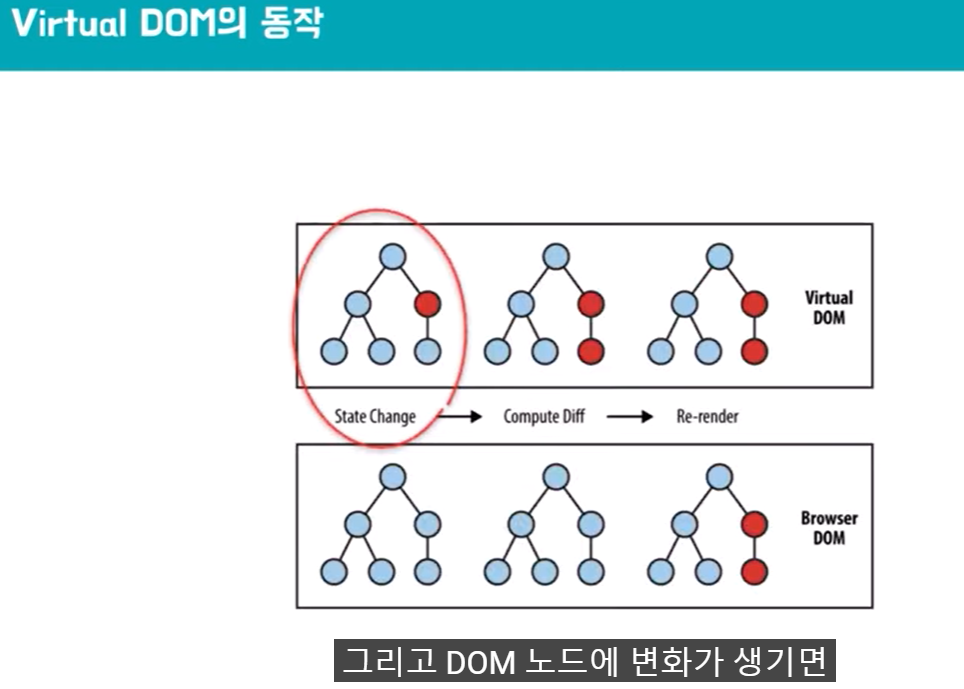 Virtual DOM의 동작
Virtual
DOM
State Change
Compute Diff
Re-render
Browser
DOM
그리고 DOM 노드에 변화가 생기면